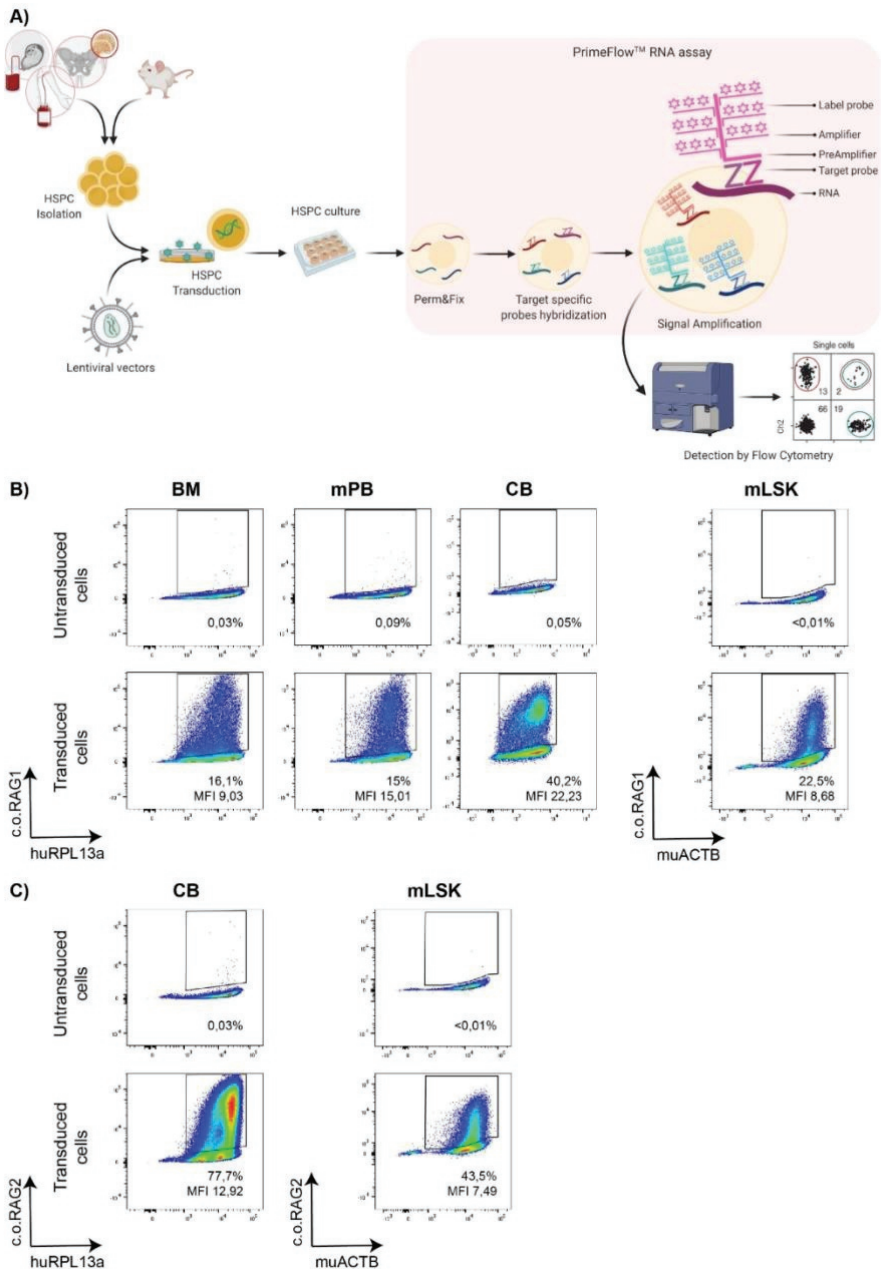 A)
PrimeFlow™ RNA assay
Label probe
Amplifier
PreAmplifier
Target probe
RNA
HSPC
Isolation
HSPC
Transduction
HSPC culture
Lentiviral vectors
Perm&Fix
Target specific
probes hybridization
Signal Amplification
Single cells
13
2
66
19
Ch2
Detection by Flow Cytometry
B)
BM
mPB
CB
mLSK
Untransduced
cells
0,03%
0,09%
0,05%
<0,01%
Transduced
cells
16,1%
MFI 9,03
15%
MFI 15,01
40,2%
MFI 22,23
22,5%
MFI 8,68
c.o.RAG1
huRPL13a
c.o.RAG1
muACTB
C)
CB
mLSK
Untransduced
cells
0,03%
<0,01%
Transduced
cells
77,7%
MFI 12,92
43,5%
MFI 7,49
c.o.RAG2
huRPL13a
c.o.RAG2
muACTB